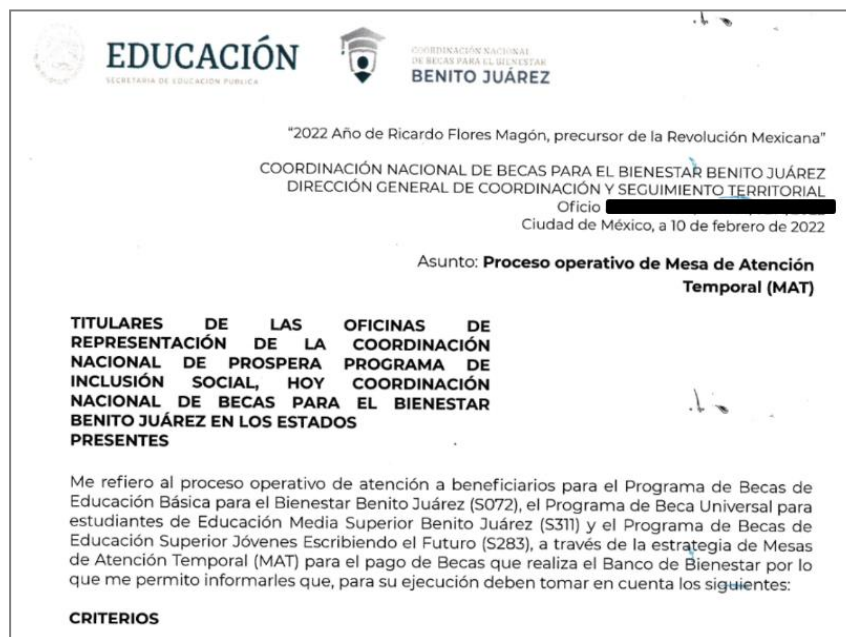 EDUCACIÓN
SECRETARÍA DE EDUCACIÓN PÚBLICA
COORDINACIÓN NACIONAL
DE BECAS PARA EL BIENESTAR
BENITO JUÁREZ
"2022 Año de Ricardo Flores Magón, precursor de la Revolución Mexicana"
COORDINACIÓN NACIONAL DE BECAS PARA EL BIENESTAR BENITO JUÁREZ
DIRECCIÓN GENERAL DE COORDINACIÓN Y SEGUIMIENTO TERRITORIAL
Oficio
Ciudad de México, a 10 de febrero de 2022
Asunto: Proceso operativo de Mesa de Atención
Temporal (MAT)
TITULARES DE LAS OFICINAS DE
REPRESENTACIÓN DE LA COORDINACIÓN
NACIONAL DE PROSPERA PROGRAMA DE
INCLUSIÓN SOCIAL, HOY COORDINACIÓN
NACIONAL DE BECAS PARA EL BIENESTAR
BENITO JUÁREZ EN LOS ESTADOS
PRESENTES
Me refiero al proceso operativo de atención a beneficiarios para el Programa de Becas de
Educación Básica para el Bienestar Benito Juárez (S072), el Programa de Beca Universal para
estudiantes de Educación Media Superior Benito Juárez (S311) y el Programa de Becas de
Educación Superior Jóvenes Escribiendo el Futuro (S283), a través de la estrategia de Mesas
de Atención Temporal (MAT) para el pago de Becas que realiza el Banco de Bienestar por lo
que me permito informarles que, para su ejecución deben tomar en cuenta los siguientes:
CRITERIOS